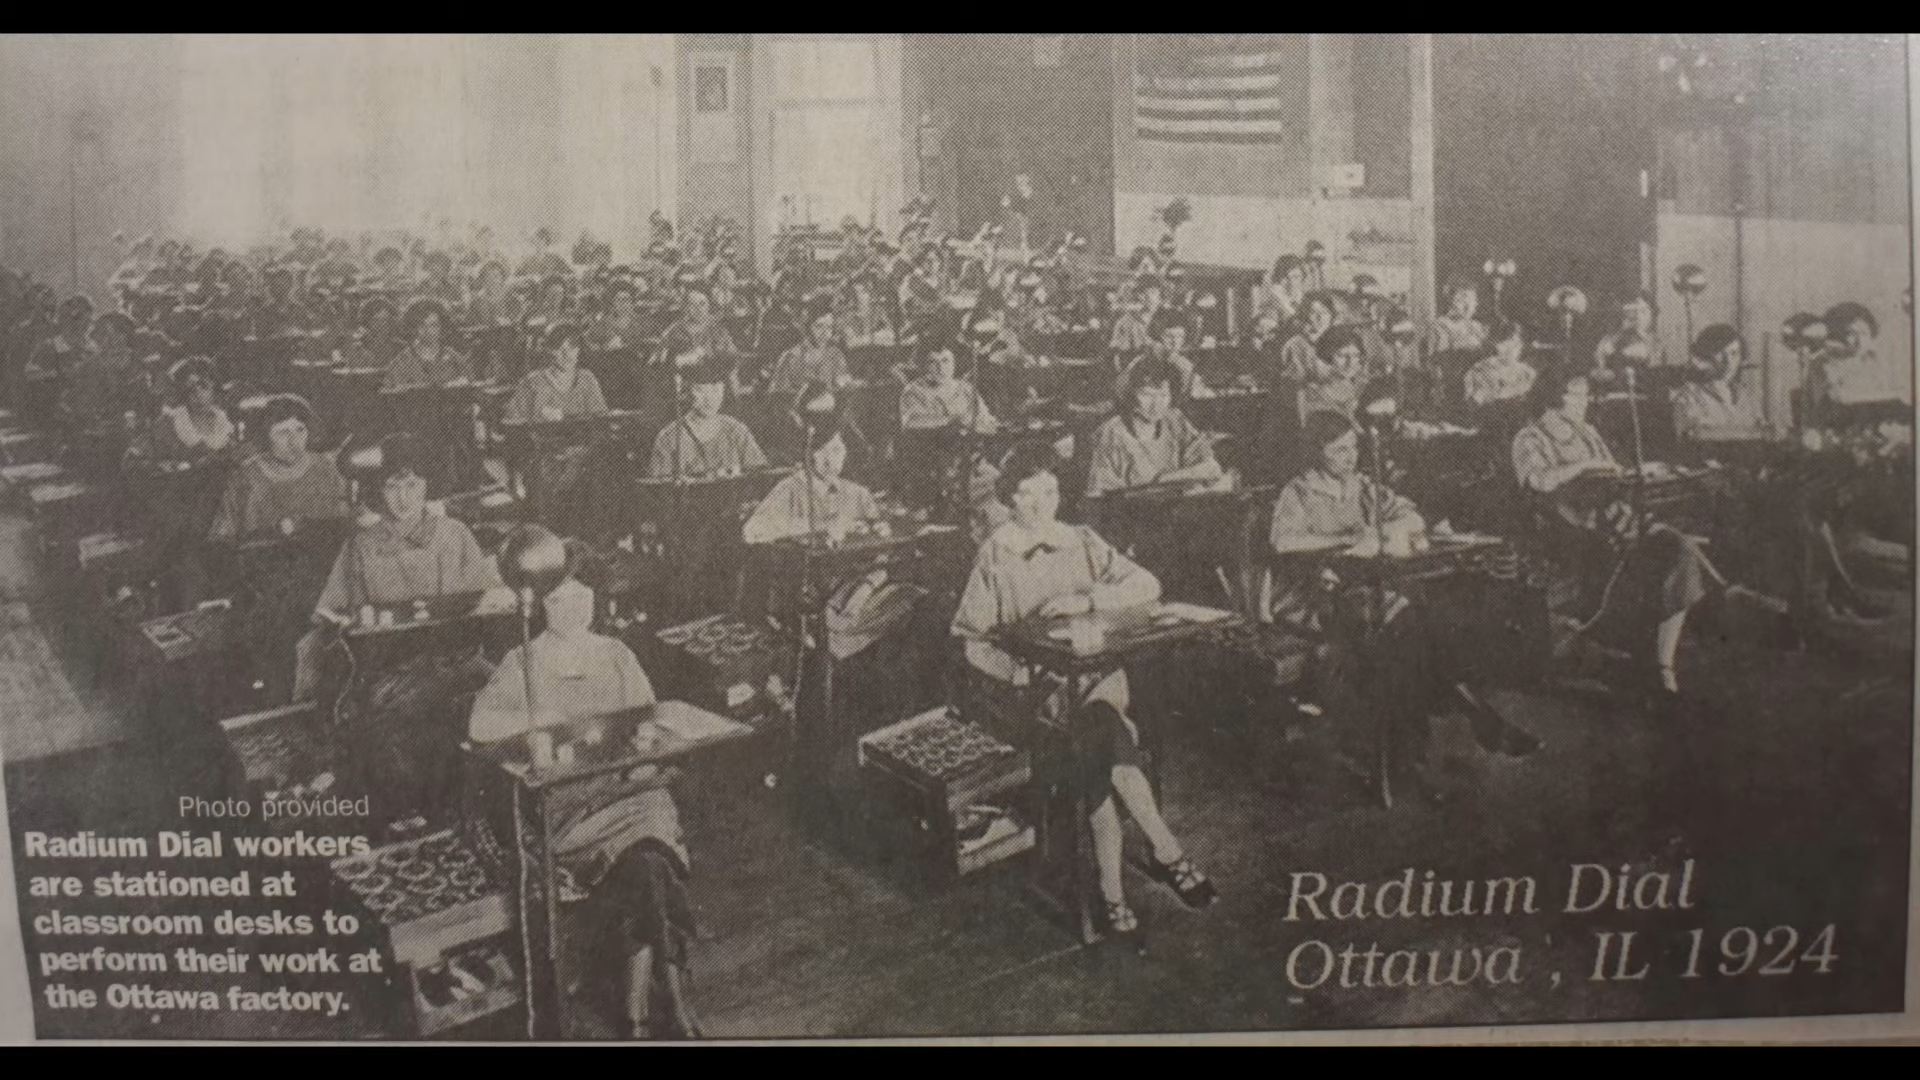 Photo provided
Radium Dial workers
are stationed at
classroom desks to
perform their work at
the Ottawa factory.
Radium Dial
Ottawa , IL 1924